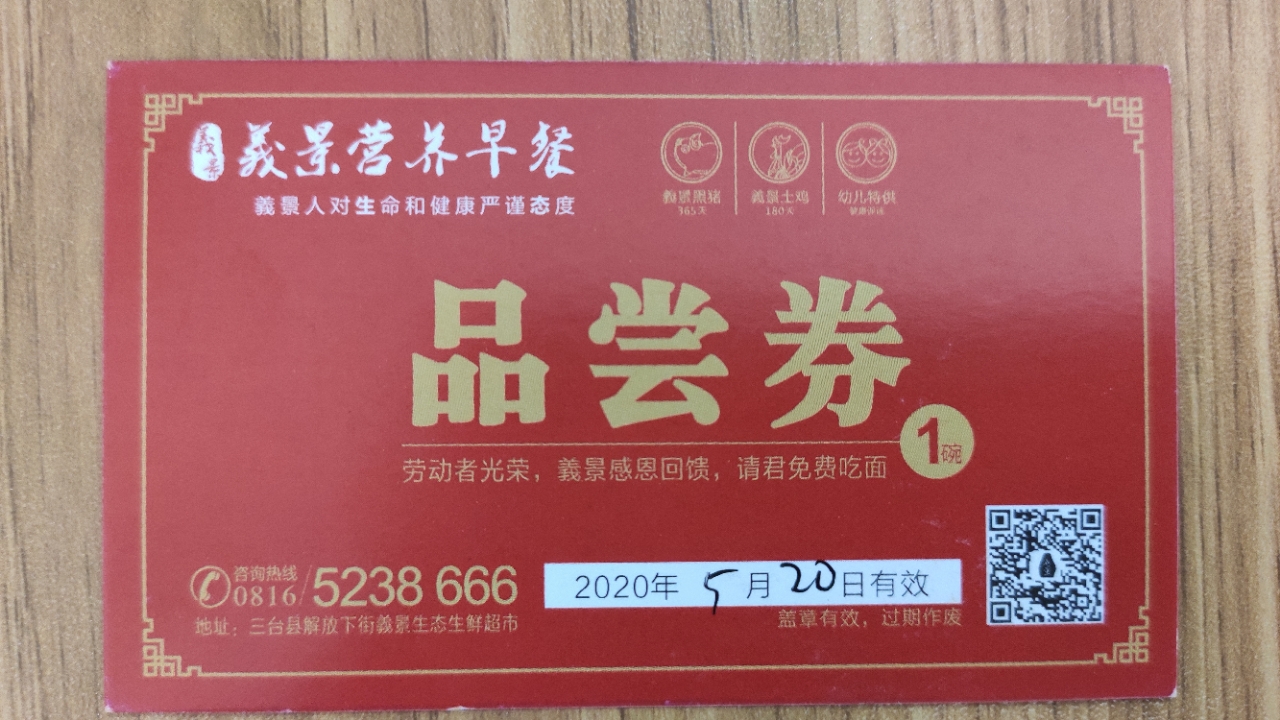 義景
義景营养早餐
義景人对生命和健康严谨态度
義景黑猪
365天
義景土鸡
180天
幼儿特供
品尝券
1碗
劳动者光荣，義景感恩回馈，请君免费吃面
咨询热线
0816/5238 666
地址：三台县解放下街義景生态生鲜超市
2020年 5月20日有效
盖章有效，过期作废